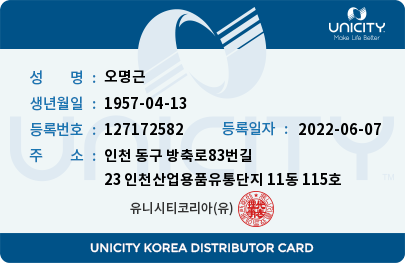 UNICITY
Make Life Better
성 명 : 오명근
생년월일 : 1957-04-13
등록번호 : 127172582 등록일자 : 2022-06-07
주 소 : 인천 동구 방축로83번길
23 인천산업용품유통단지 11동 115호
유니시티코리아(유)
UNICITY
TM
UNICITY KOREA DISTRIBUTOR CARD